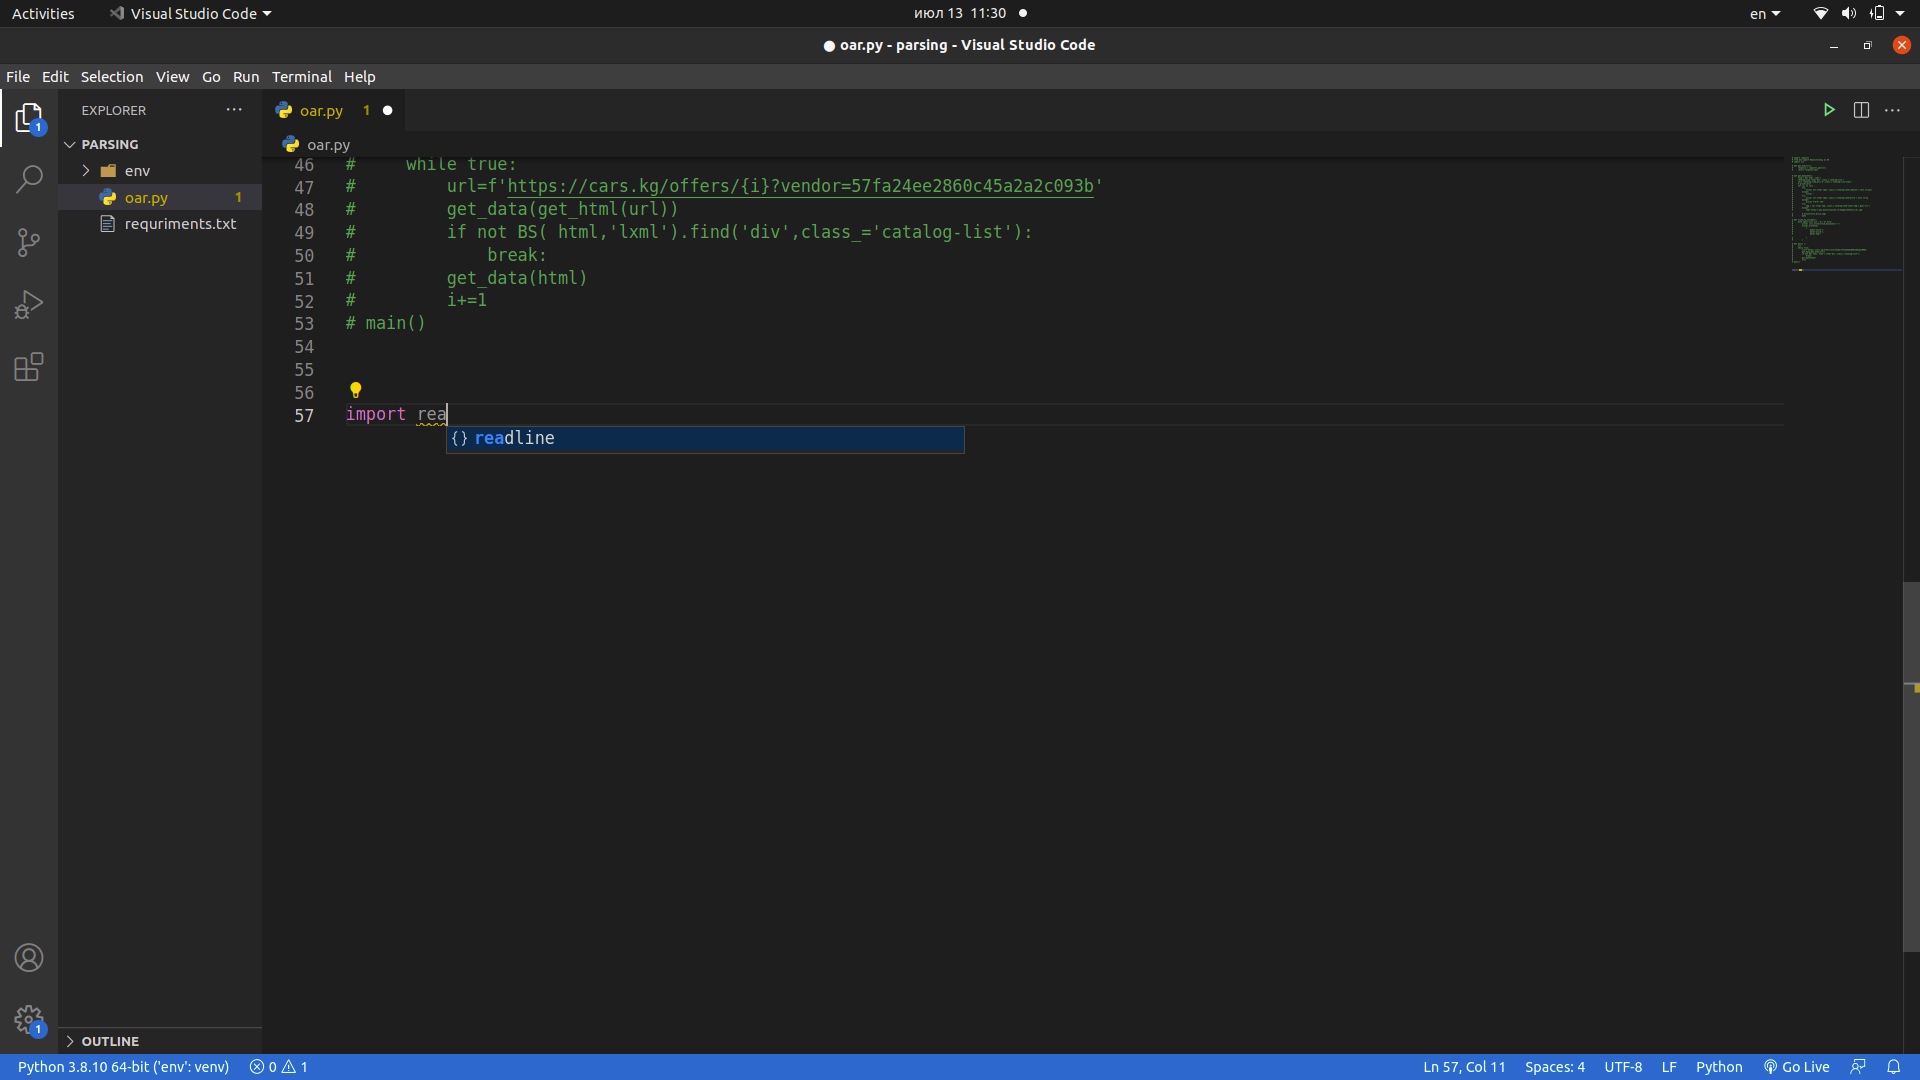 Activities Visual Studio Code июл 13 11:30 en
oar.py - parsing - Visual Studio Code
File Edit Selection View Go Run Terminal Help
EXPLORER
PARSING
env
oar.py 1
requriments.txt
OUTLINE
oar.py 1
oar.py
46 # while true:
47 # url=f'https://cars.kg/offers/{i}?vendor=57fa24ee2860c45a2a2c093b'
48 # get_data(get_html(url))
49 # if not BS( html,'lxml').find('div',class_='catalog-list'):
50 # break:
51 # get_data(html)
52 # i+=1
53 # main()
54
55
56
57 import rea
{} readline
1
1
Python 3.8.10 64-bit ('env': venv) 0 1 Ln 57, Col 11 Spaces: 4 UTF-8 LF Python Go Live